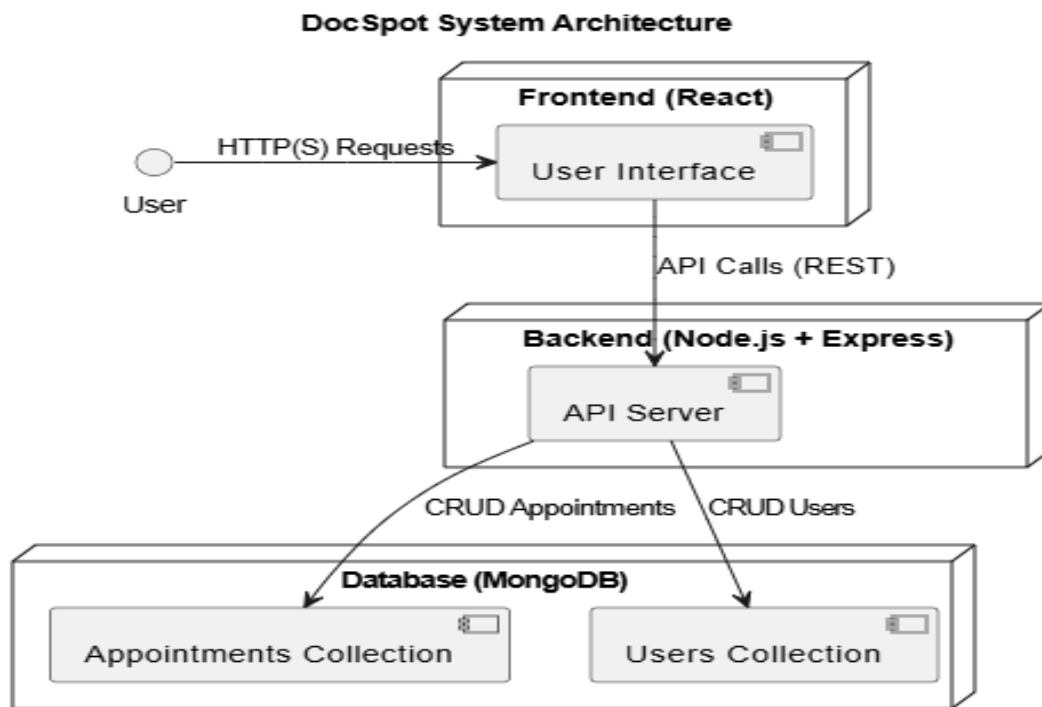 DocSpot System Architecture
Frontend (React)
HTTP(S) Requests
User Interface
User
API Calls (REST)
Backend (Node.js + Express)
API Server
CRUD Appointments
CRUD Users
Database (MongoDB)
Appointments Collection
Users Collection